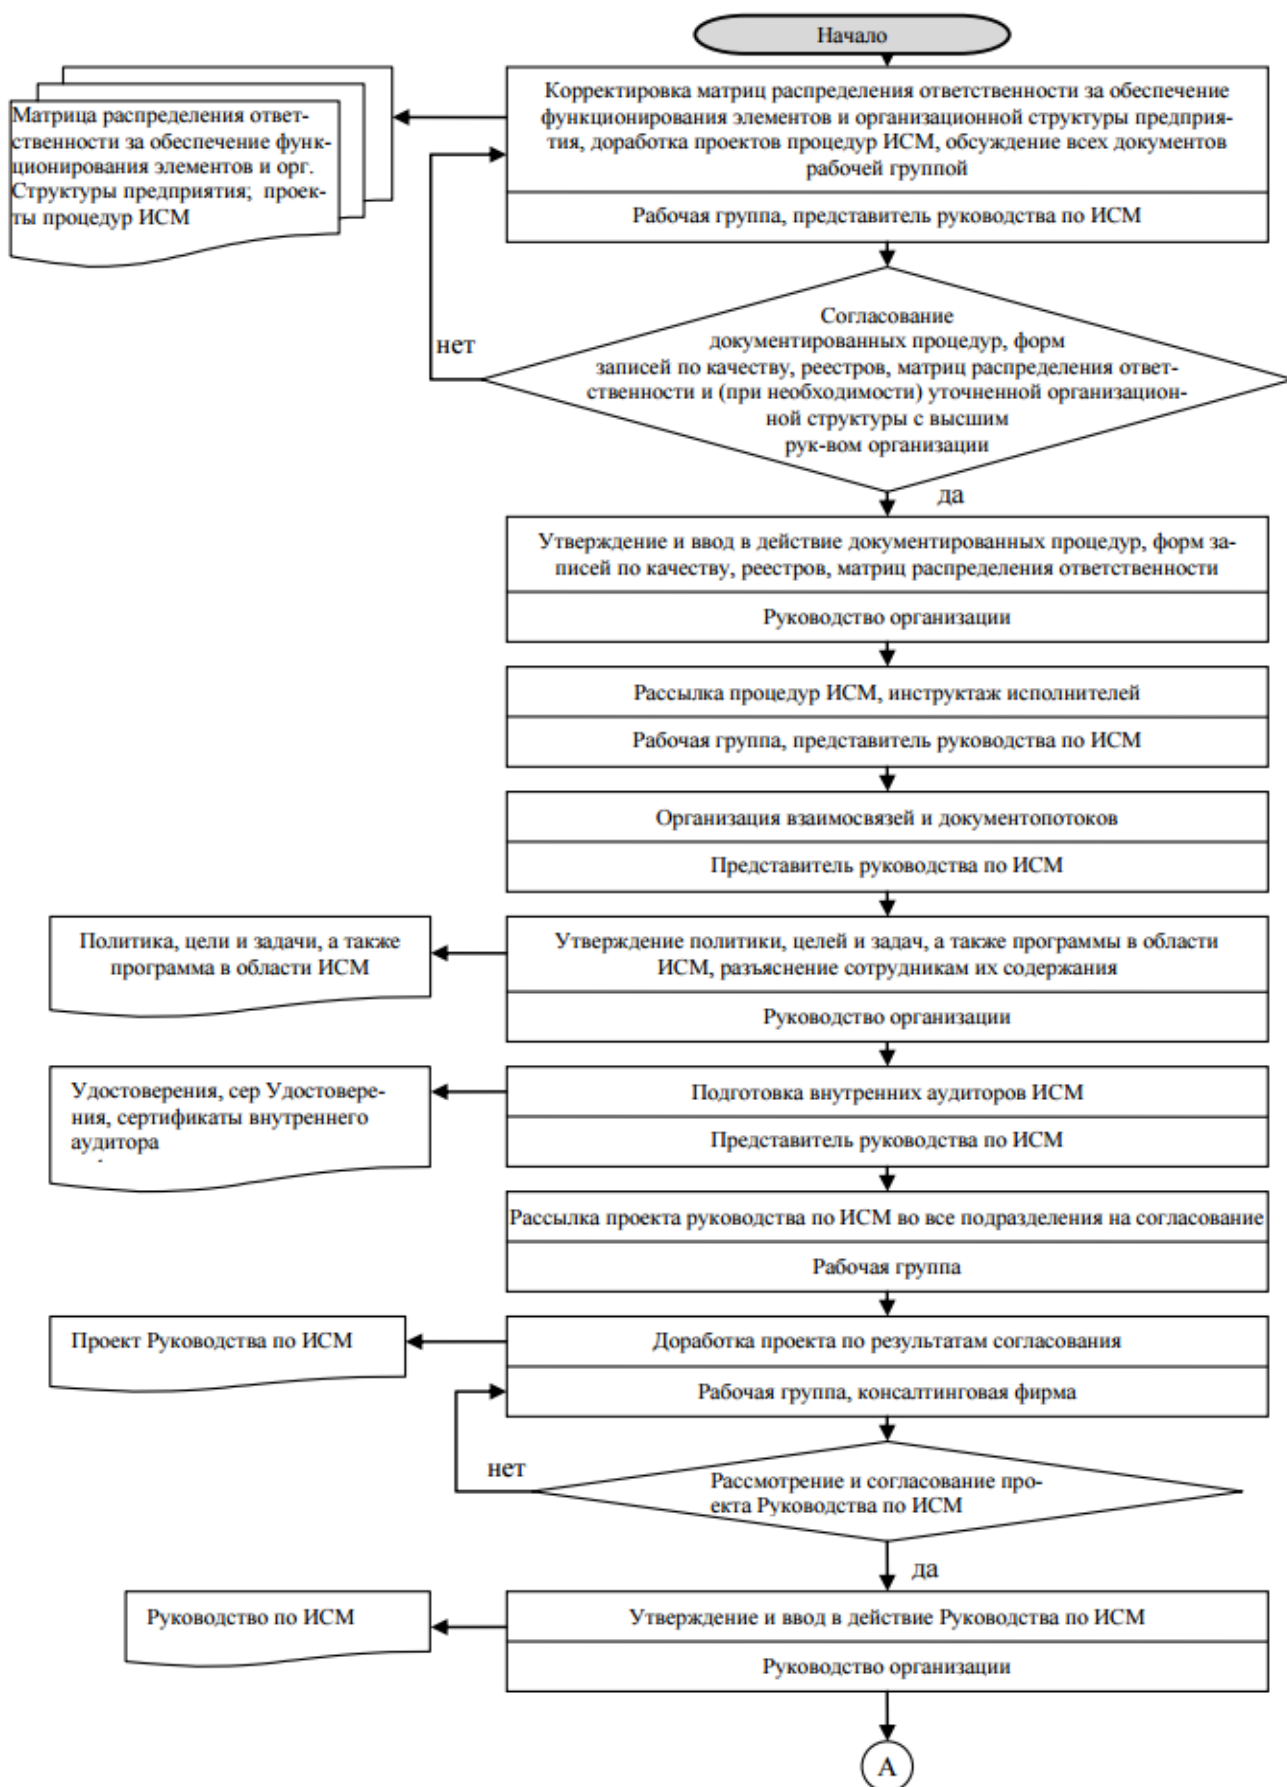 Начало
Корректировка матриц распределения ответственности за обеспечение
функционирования элементов и организационной структуры предприя-
тия, доработка проектов процедур ИСМ, обсуждение всех документов
рабочей группой
Рабочая группа, представитель руководства по ИСМ
Матрица распределения ответ-
ственности за обеспечение функ-
ционирования элементов и орг.
Структуры предприятия; проек-
ты процедур ИСМ
Согласование
документированных процедур, форм
записей по качеству, реестров, матриц распределения ответ-
ственности и (при необходимости) уточненной организацион-
ной структуры с высшим
рук-вом организации
нет
да
Утверждение и ввод в действие документированных процедур, форм за-
писей по качеству, реестров, матриц распределения ответственности
Руководство организации
Рассылка процедур ИСМ, инструктаж исполнителей
Рабочая группа, представитель руководства по ИСМ
Организация взаимосвязей и документопотоков
Представитель руководства по ИСМ
Политика, цели и задачи, а также
программа в области ИСМ
Утверждение политики, целей и задач, а также программы в области
ИСМ, разъяснение сотрудникам их содержания
Руководство организации
Удостоверения, сер Удостовере-
ния, сертификаты внутреннего
аудитора
Подготовка внутренних аудиторов ИСМ
Представитель руководства по ИСМ
Рассылка проекта руководства по ИСМ во все подразделения на согласование
Рабочая группа
Проект Руководства по ИСМ
Доработка проекта по результатам согласования
Рабочая группа, консалтинговая фирма
нет
Рассмотрение и согласование про-
екта Руководства по ИСМ
да
Руководство по ИСМ
Утверждение и ввод в действие Руководства по ИСМ
Руководство организации
А